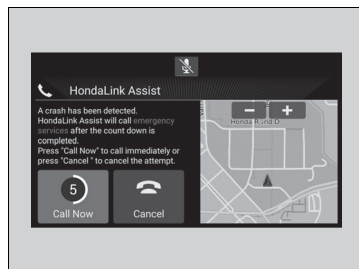 HondaLink Assist
A crash has been detected.
HondaLink Assist will call emergency
services after the count down is
completed.
Press "Call Now" to call immediately or
press "Cancel " to cancel the attempt.
5
Call Now
Cancel
− +
Honda R nd D